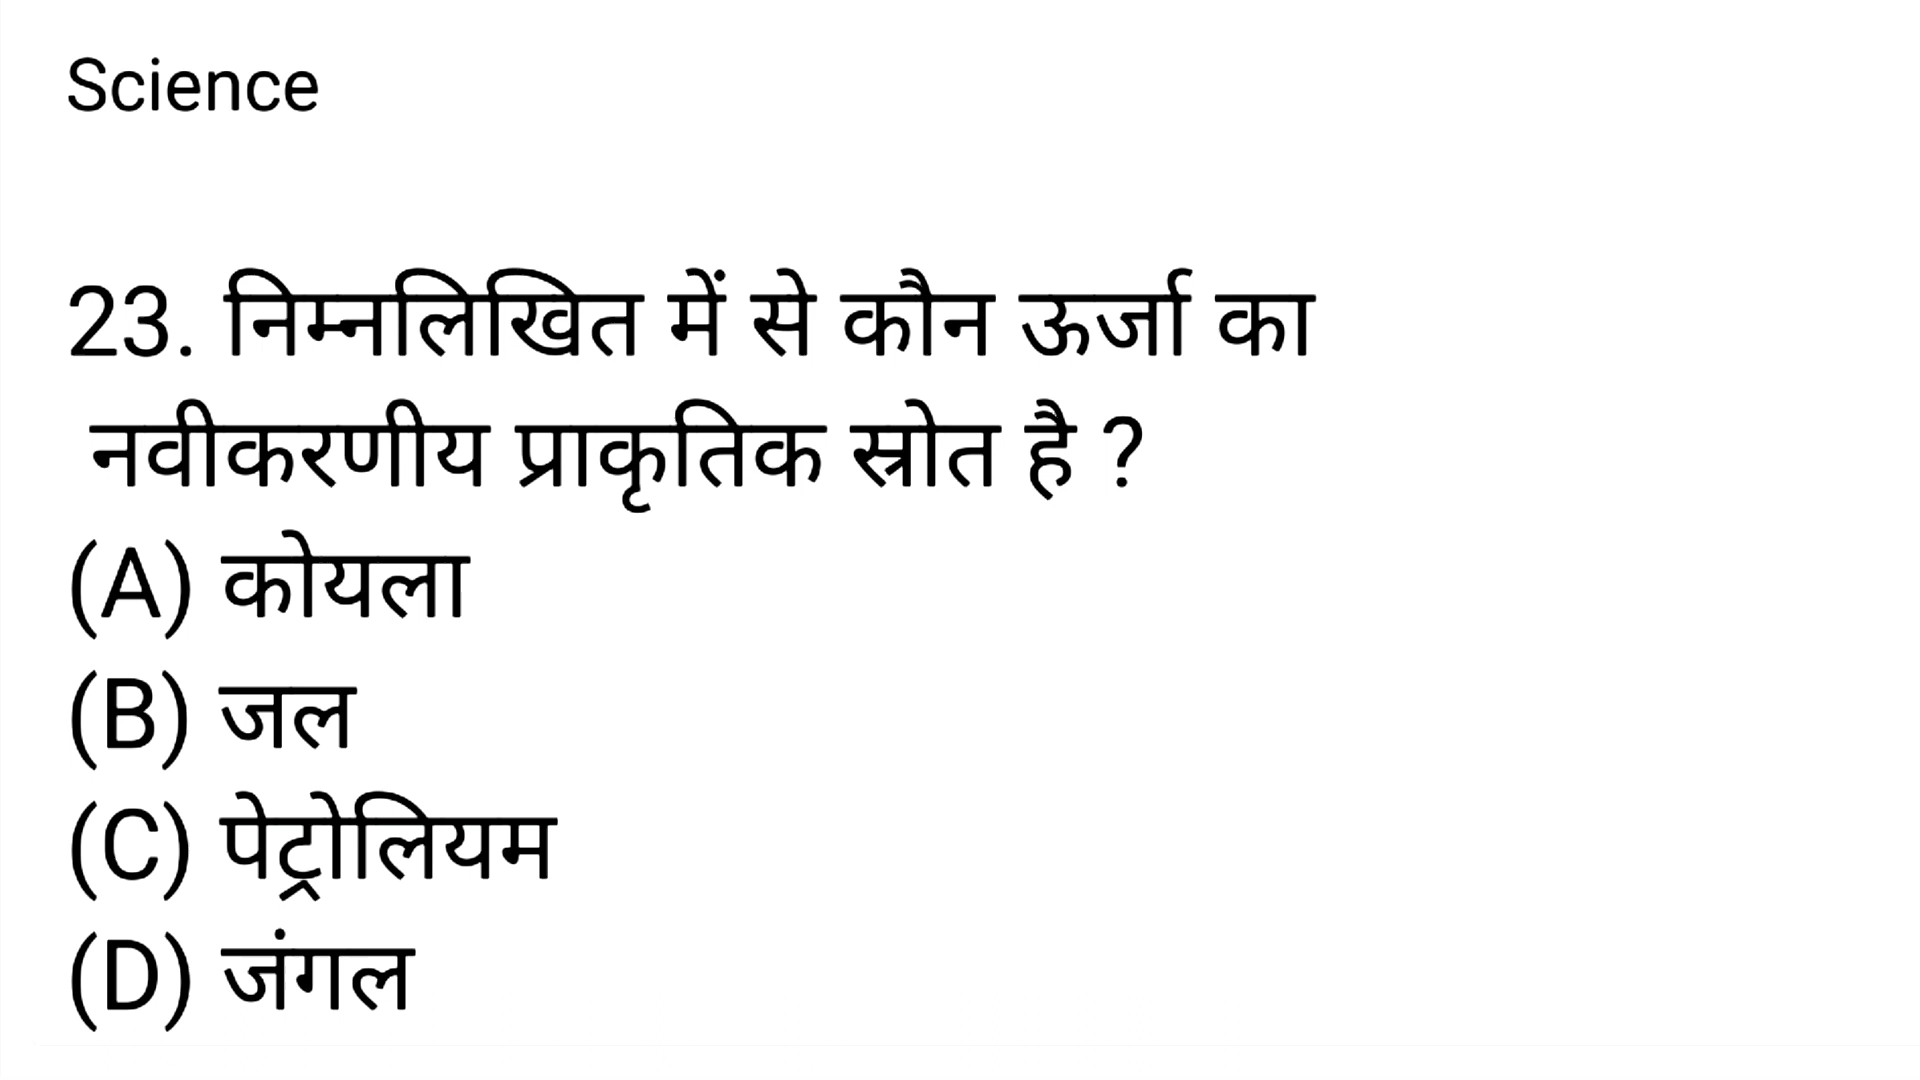 Science
23. निम्नलिखित में से कौन ऊर्जा का
नवीकरणीय प्राकृतिक स्रोत है ?
(A) कोयला
(B) जल
(C) पेट्रोलियम
(D) जंगल